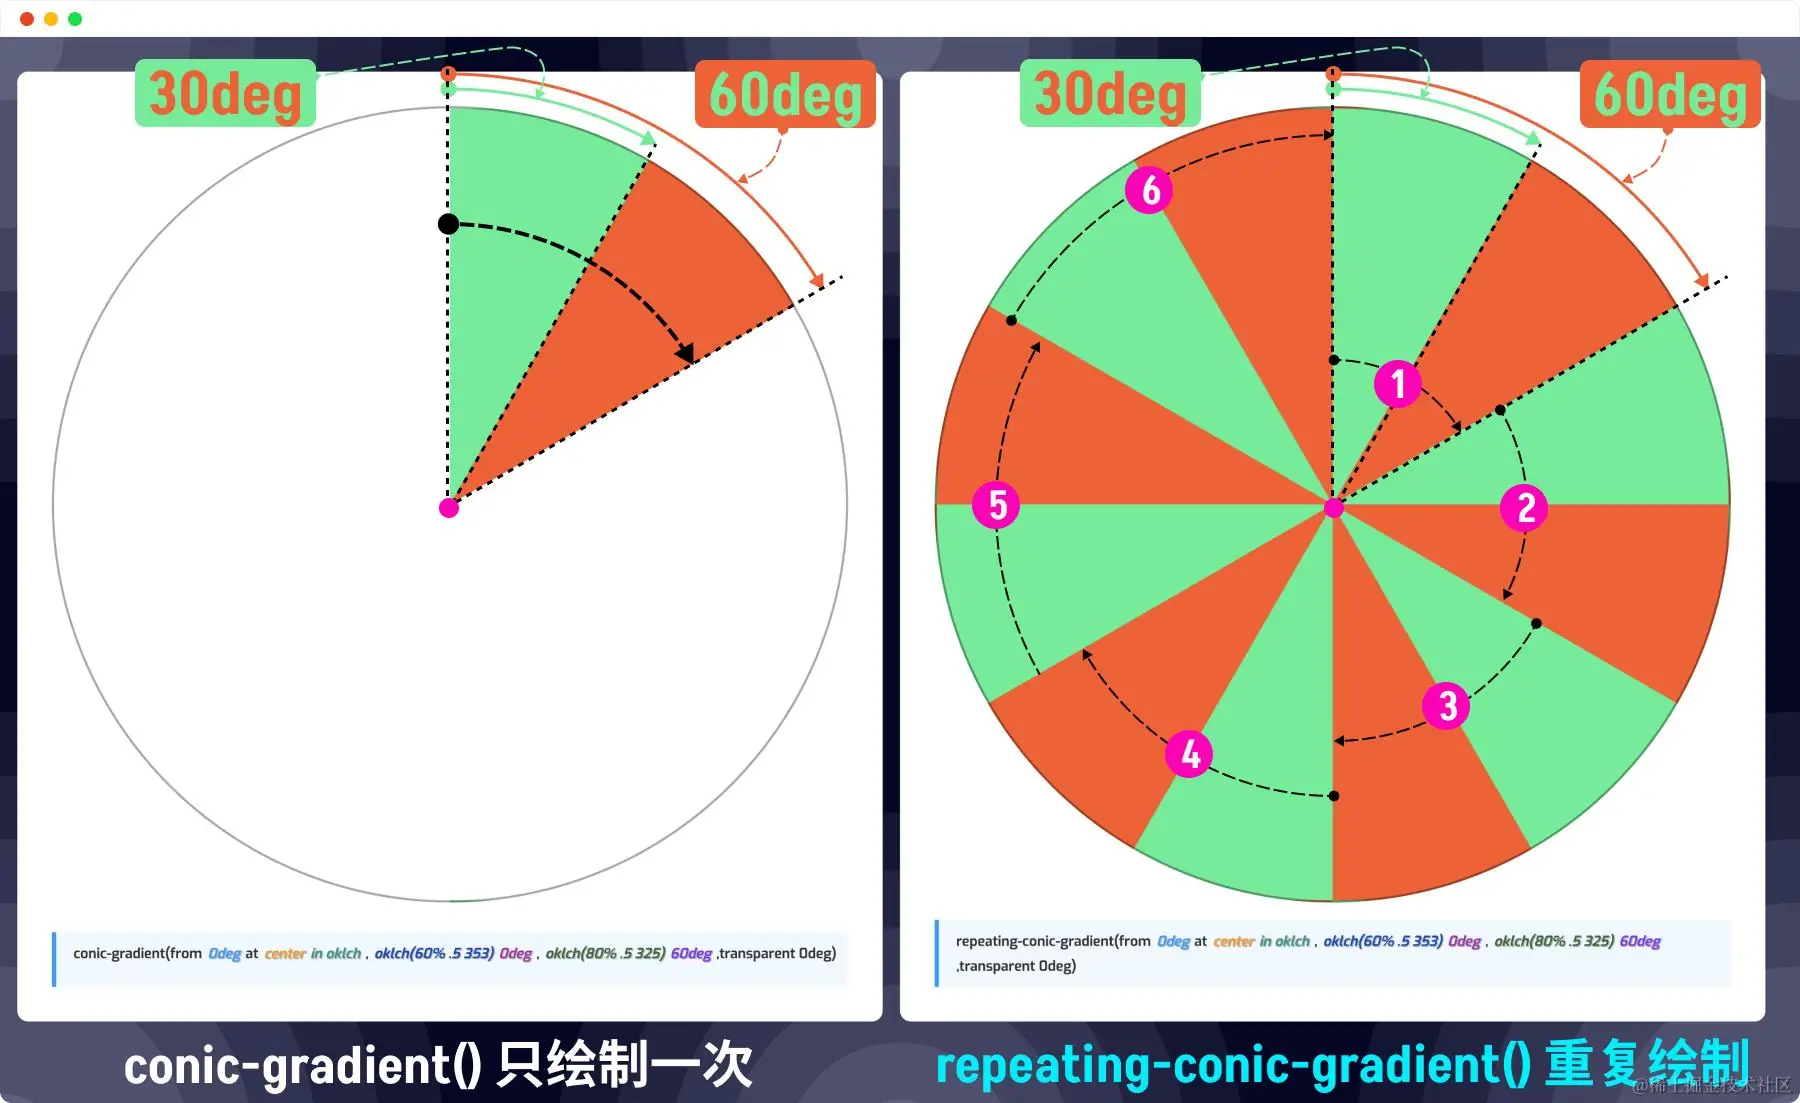 30deg
60deg
30deg
60deg
6
1
5
2
3
4
conic-gradient(from 0deg at center in oklch , oklch(60% .5 353) 0deg , oklch(80% .5 325) 60deg ,transparent 0deg)
repeating-conic-gradient(from 0deg at center in oklch , oklch(60% .5 353) 0deg , oklch(80% .5 325) 60deg
,transparent 0deg)
conic-gradient() 只绘制一次
repeating-conic-gradient() 重复绘制
@稀土掘金技术社区